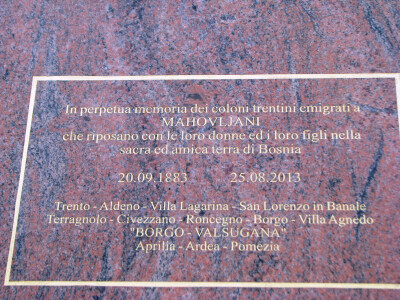 In perpetua memoria dei coloni trentini emigrati a
MAHOVLJANI
che riposano con le loro donne ed i loro figli nella
sacra ed amica terra di Bosnia
20.09.1883 25.08.2013
Trento - Aldeno - Villa Lagarina - San Lorenzo in Banale
Terragnolo - Civezzano - Roncegno - Borgo - Villa Agnedo
"BORGO - VALSUGANA"
Aprilia - Ardea - Pomezia